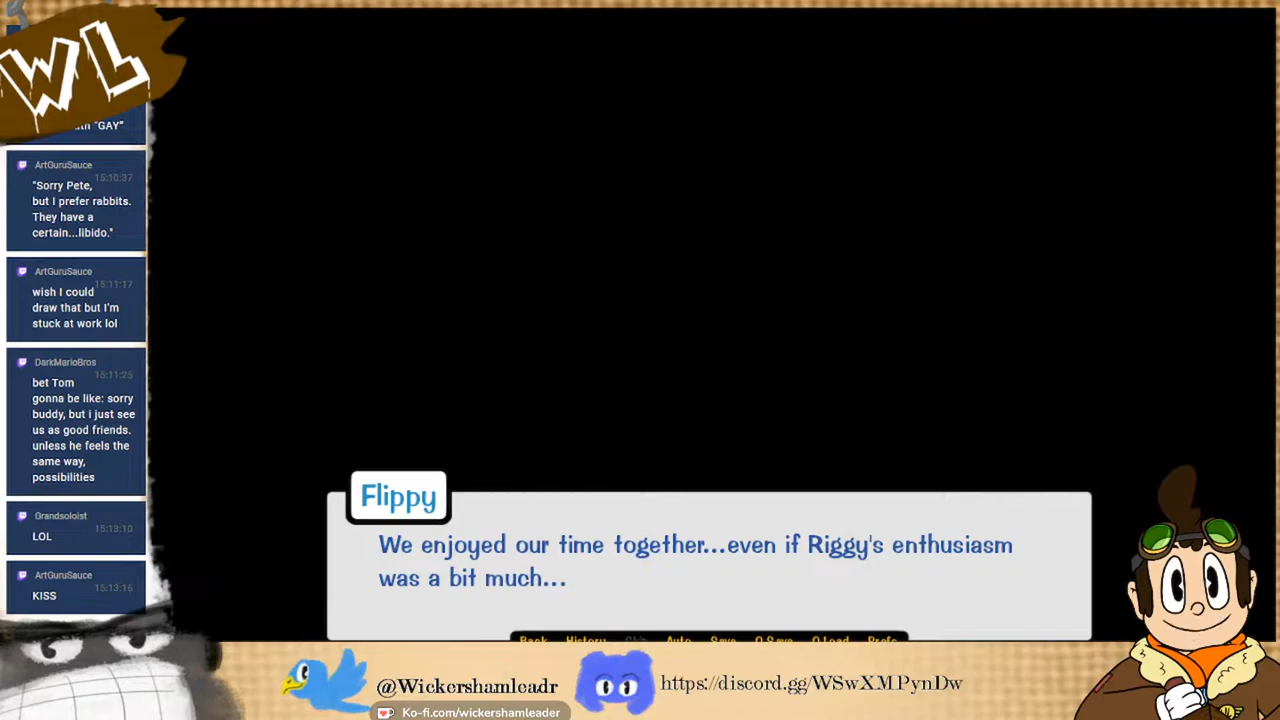 WL
"GAY"
ArtGuruSauce
15:10:37
"Sorry Pete,
but I prefer rabbits.
They have a
certain...libido."
ArtGuruSauce
15:11:17
wish I could
draw that but I'm
stuck at work lol
DarkMarioBros
15:11:25
bet Tom
gonna be like: sorry
buddy, but i just see
us as good friends.
unless he feels the
same way,
possibilities
Grandsoloist
15:13:10
LOL
ArtGuruSauce
15:13:16
KISS
Flippy
We enjoyed our time together...even if Riggy's enthusiasm
was a bit much...
Back History Skip Auto Save Q.Save Q.Load Prefs
@Wickershamleadr
https://discord.gg/WSwXMPynDw
Ko-fi.com/wickershamleader